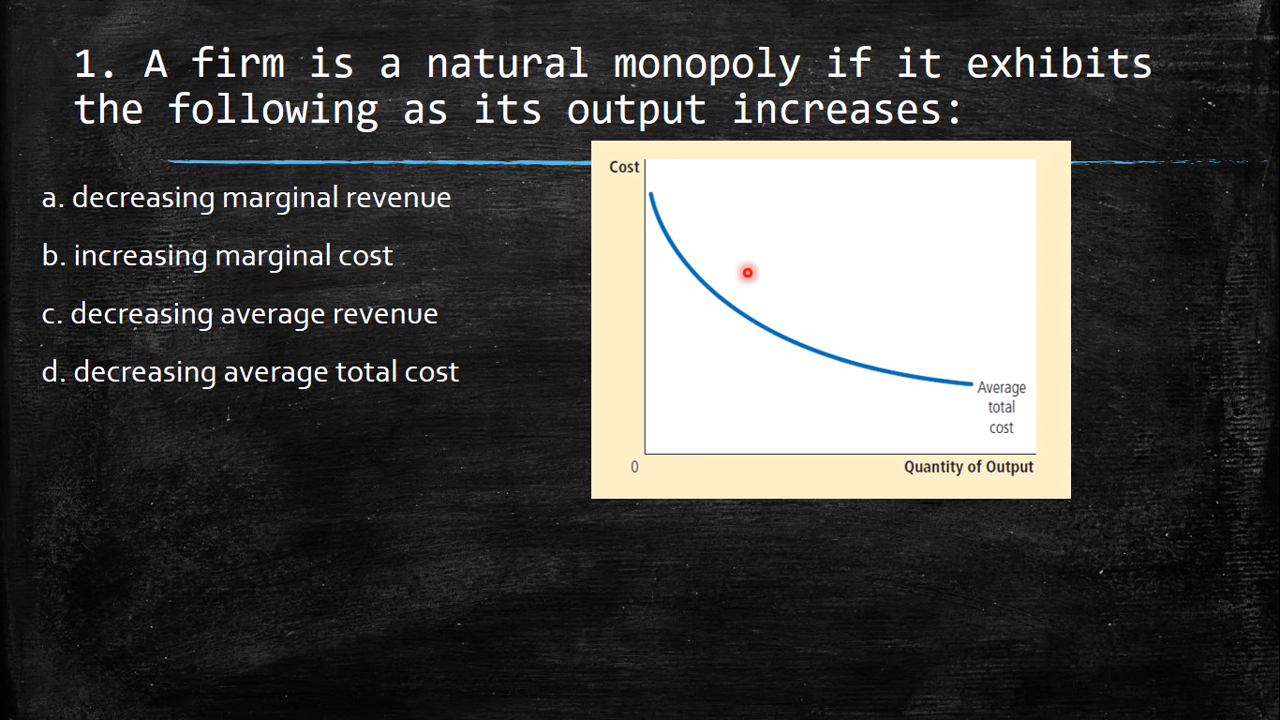 1. A firm is a natural monopoly if it exhibits
the following as its output increases:
a. decreasing marginal revenue
b. increasing marginal cost
c. decreasing average revenue
d. decreasing average total cost
Cost
Average
total
cost
0
Quantity of Output